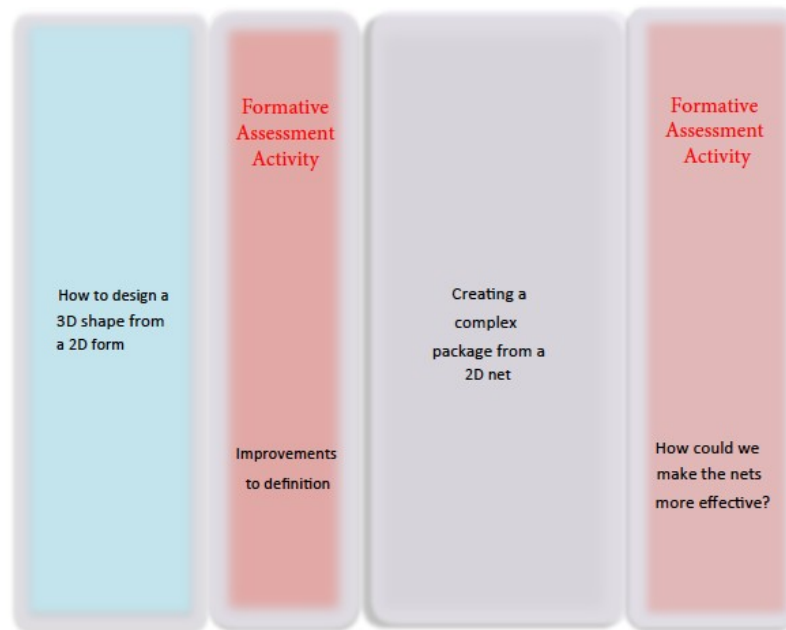 How to design a
3D shape from
a 2D form
Formative
Assessment
Activity
Improvements
to definition
Creating a
complex
package from a
2D net
Formative
Assessment
Activity
How could we
make the nets
more effective?